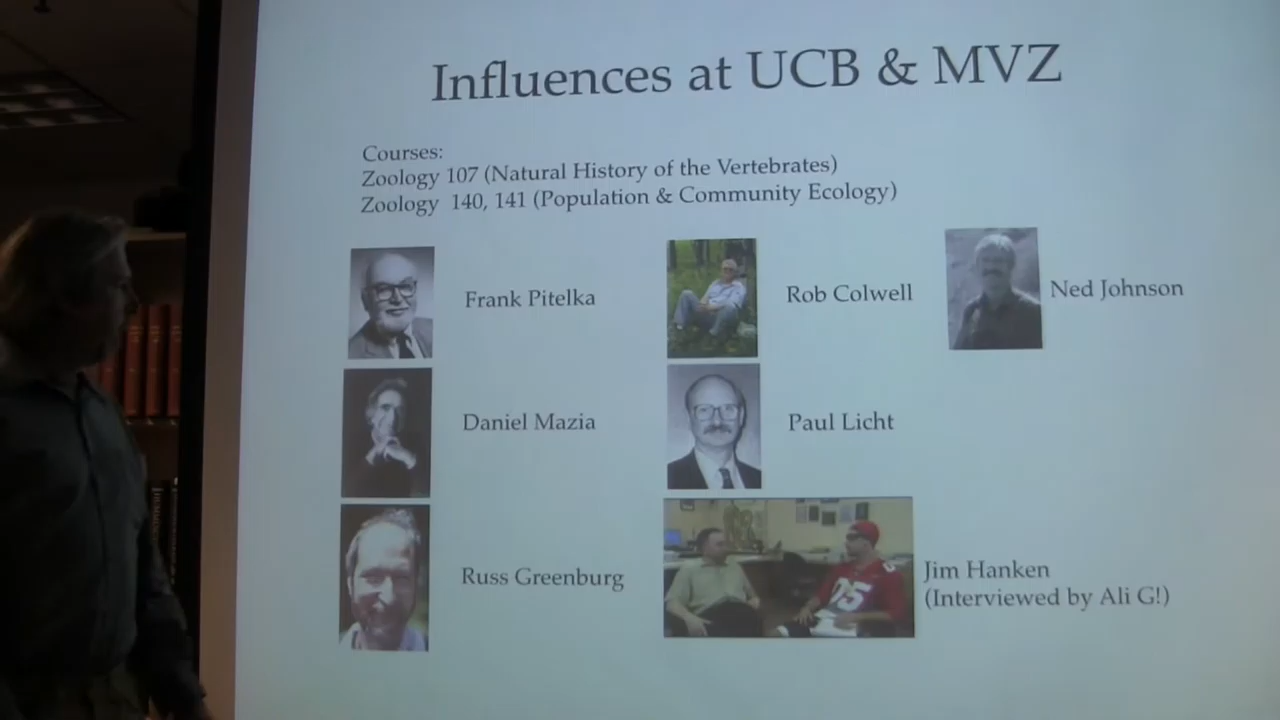 Influences at UCB & MVZ
Courses:
Zoology 107 (Natural History of the Vertebrates)
Zoology 140, 141 (Population & Community Ecology)
Frank Pitelka
Rob Colwell
Ned Johnson
Daniel Mazia
Paul Licht
Russ Greenburg
Jim Hanken
(Interviewed by Ali G!)